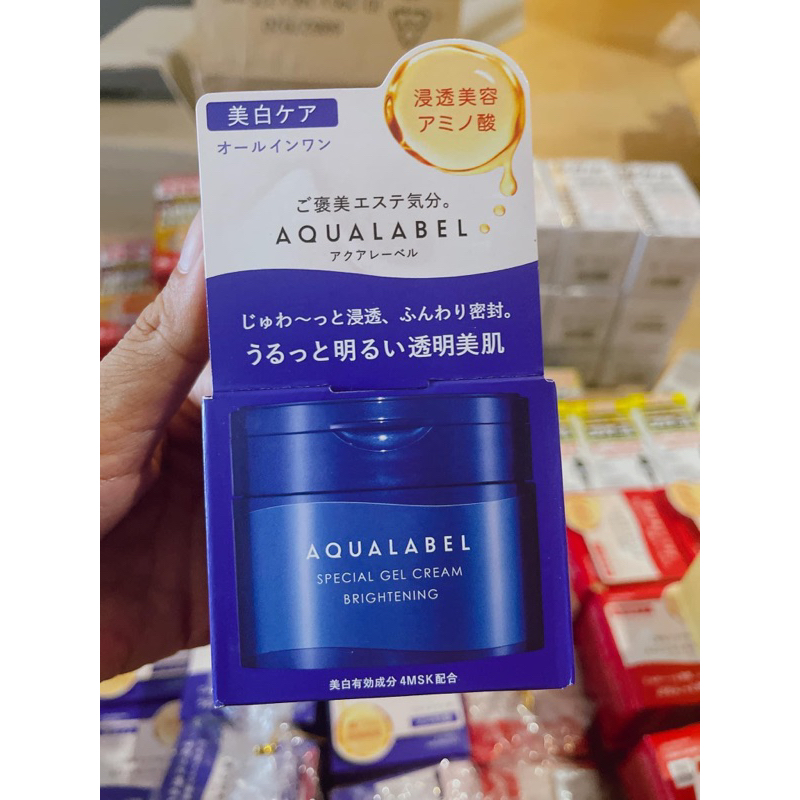 浸透美容
アミノ酸
美白ケア
オールインワン
ご褒美エステ気分。
AQUALABEL
アクアレーベル
じゅわ～っと浸透、ふんわり密封。
うるっと明るい透明美肌
AQUALABEL
SPECIAL GEL CREAM
BRIGHTENING
美白有効成分 4MSK配合